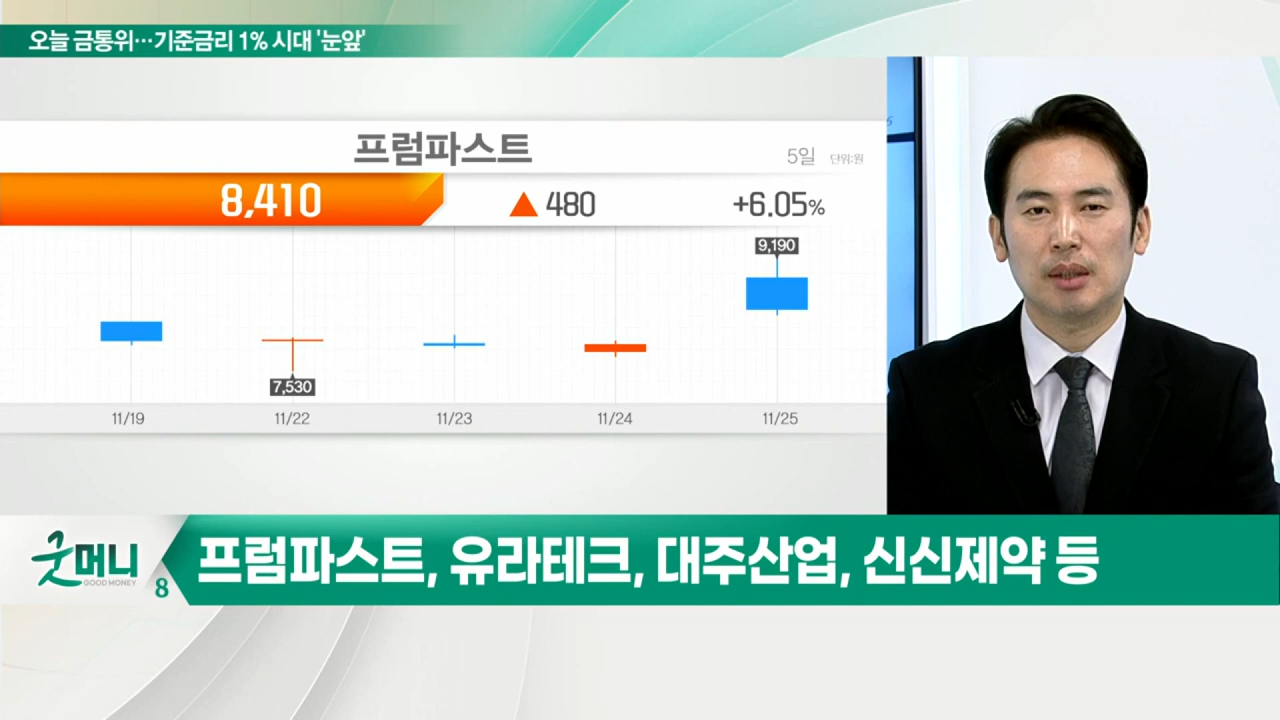 오늘 금통위…기준금리 1% 시대 '눈앞'
프럼파스트
5일 단위:원
8,410 ▲ 480 +6.05%
9,190
7,530
11/19 11/22 11/23 11/24 11/25
굿머니
GOOD MONEY
8
프럼파스트, 유라테크, 대주산업, 신신제약 등